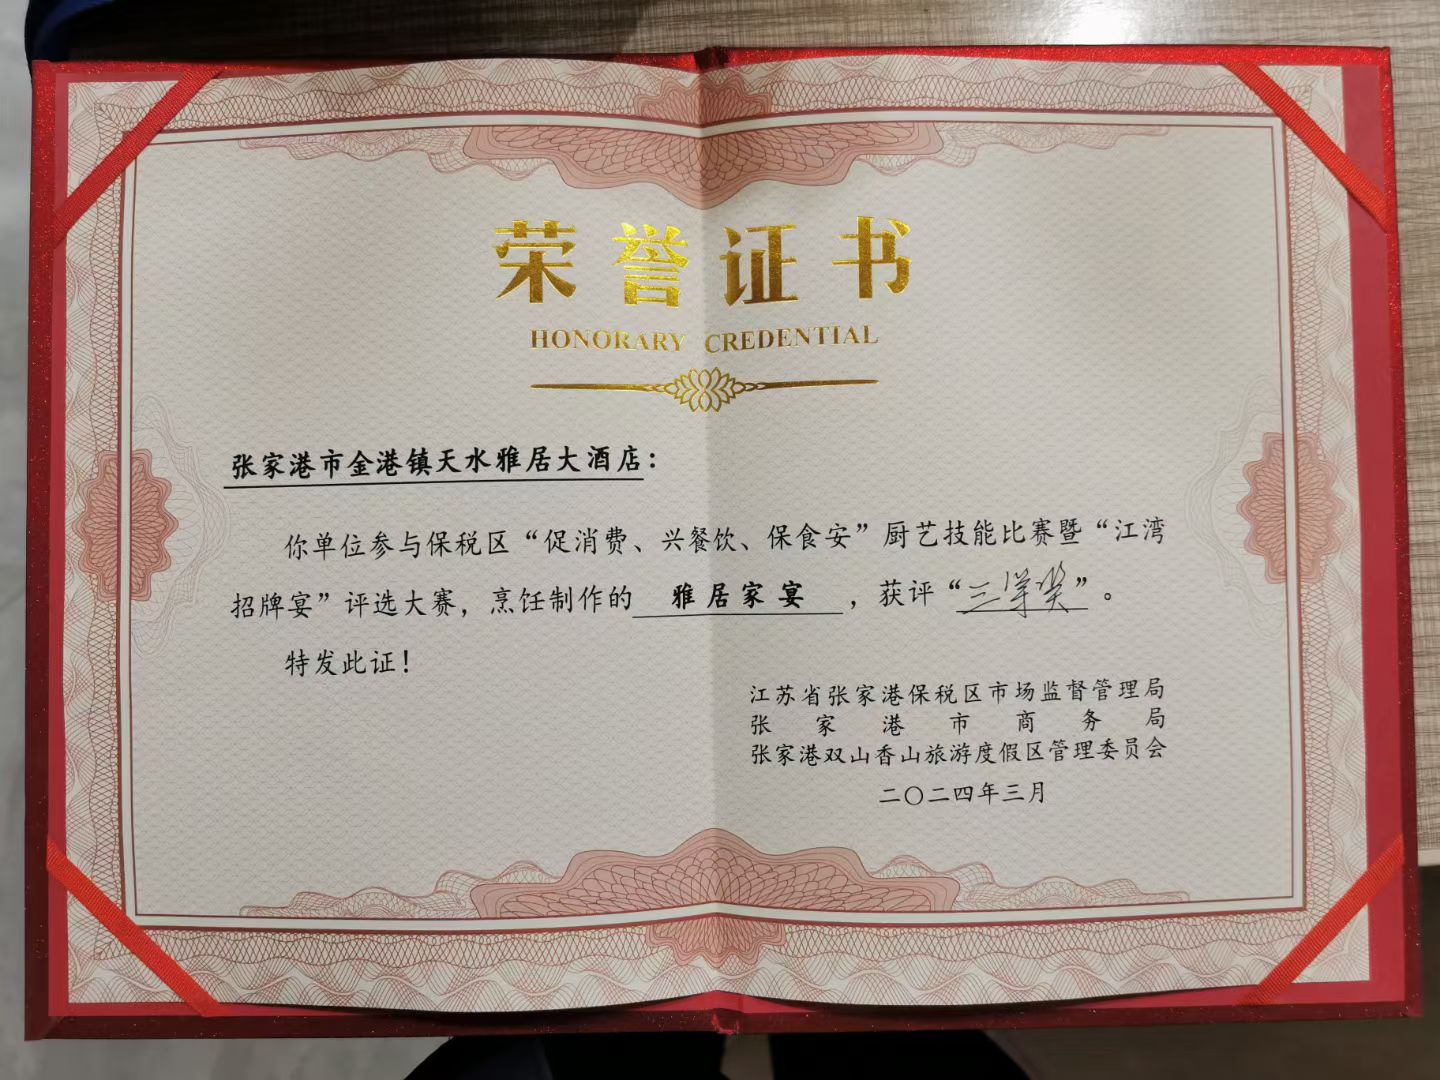 荣誉证书
HONORARY CREDENTIAL
张家港市金港镇天水雅居大酒店：
你单位参与保税区“促消费、兴餐饮、保食安”厨艺技能比赛暨“江湾
招牌宴”评选大赛，烹饪制作的 雅居家宴 ，获评“三等奖”。
特发此证！
江苏省张家港保税区市场监督管理局
张家港市商务局
张家港双山香山旅游度假区管理委员会
二〇二四年三月